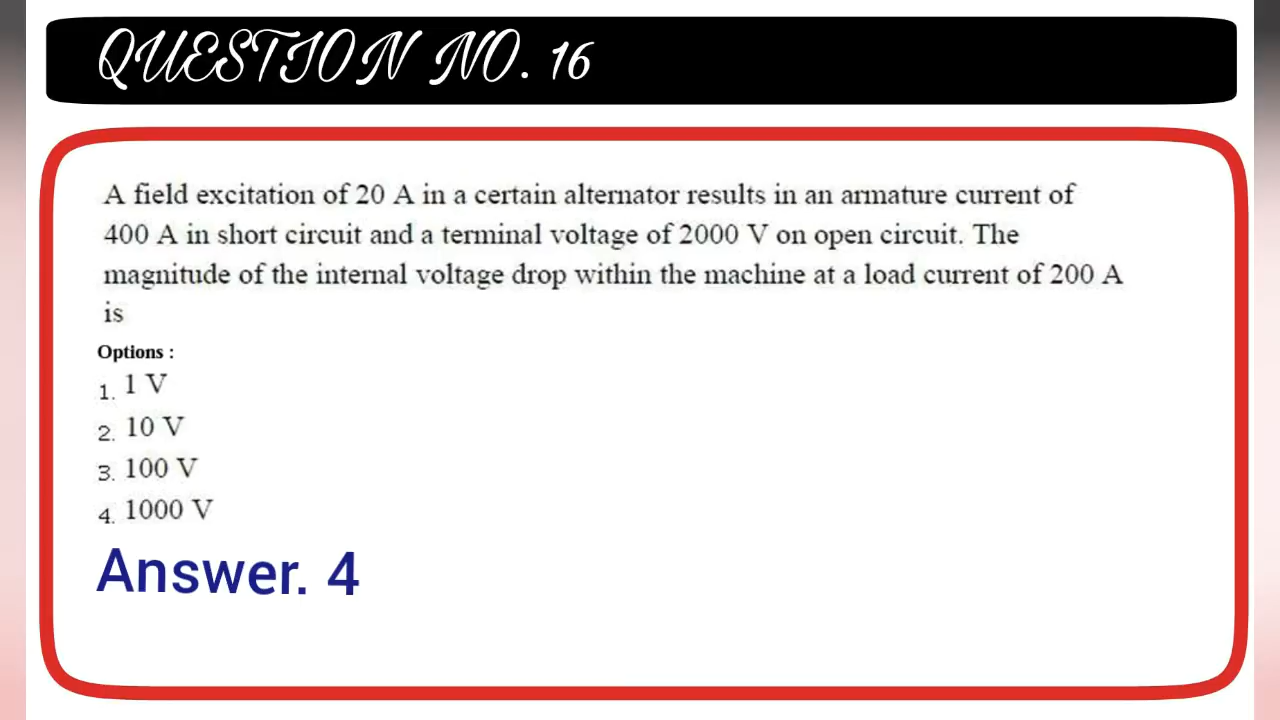 QUESTION NO. 16
A field excitation of 20 A in a certain alternator results in an armature current of
400 A in short circuit and a terminal voltage of 2000 V on open circuit. The
magnitude of the internal voltage drop within the machine at a load current of 200 A
is
Options :
1. 1 V
2. 10 V
3. 100 V
4. 1000 V
Answer. 4